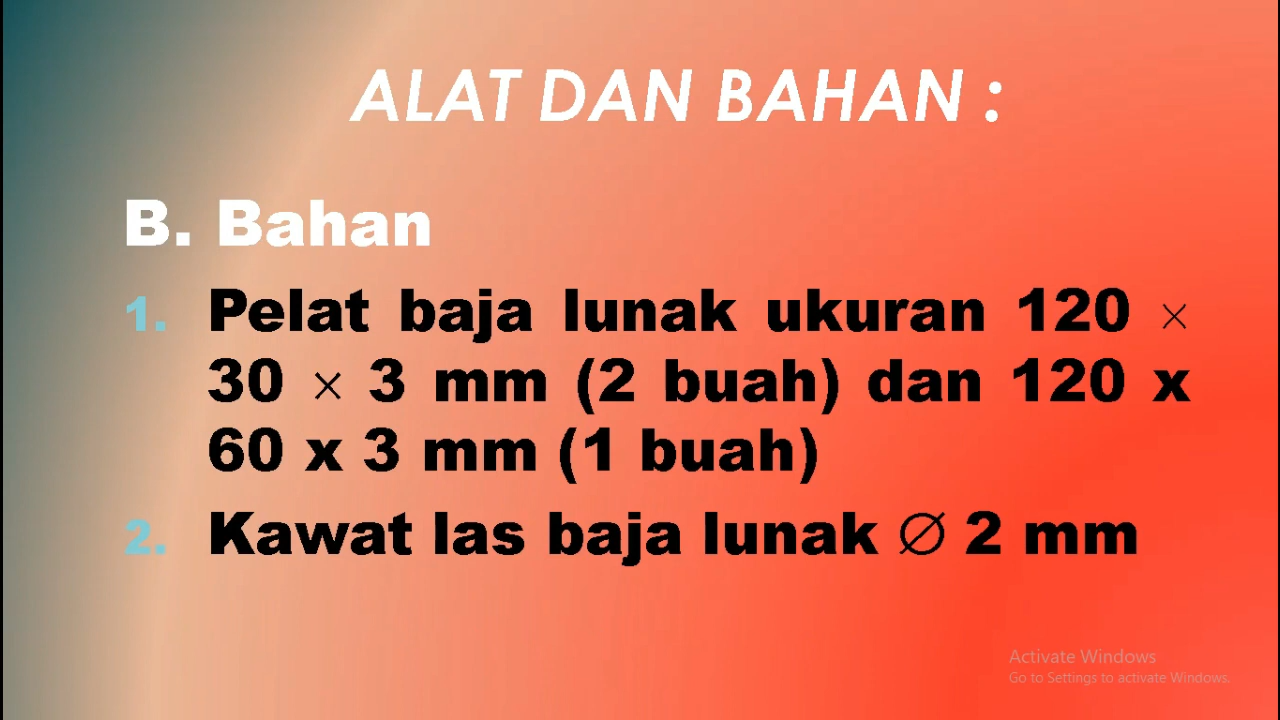 ALAT DAN BAHAN :
B. Bahan
1. Pelat baja lunak ukuran 120 ×
30 × 3 mm (2 buah) dan 120 x
60 x 3 mm (1 buah)
2. Kawat las baja lunak ∅ 2 mm
Activate Windows
Go to Settings to activate Windows.